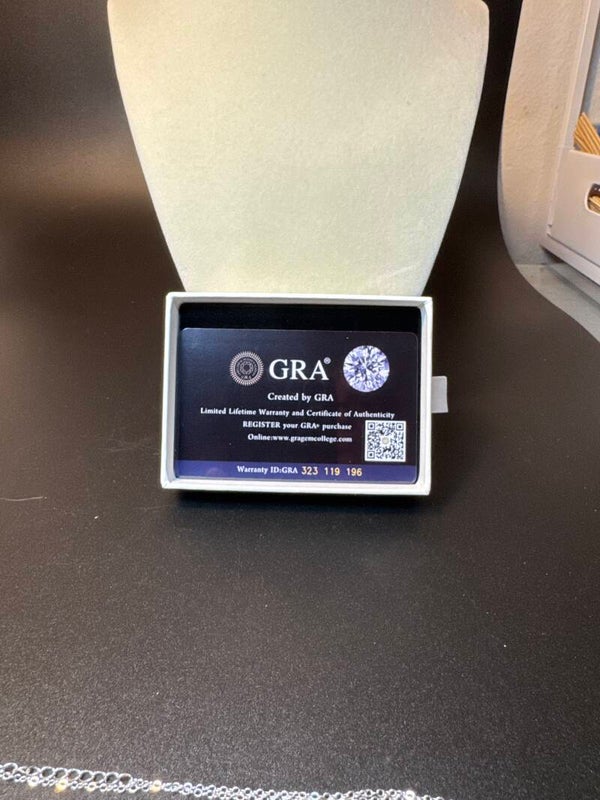 GRA®
Created by GRA
Limited Lifetime Warranty and Certificate of Authenticity
REGISTER your GRA® purchase
Online:www.gragemcollege.com
Warranty ID:GRA 323 119 196